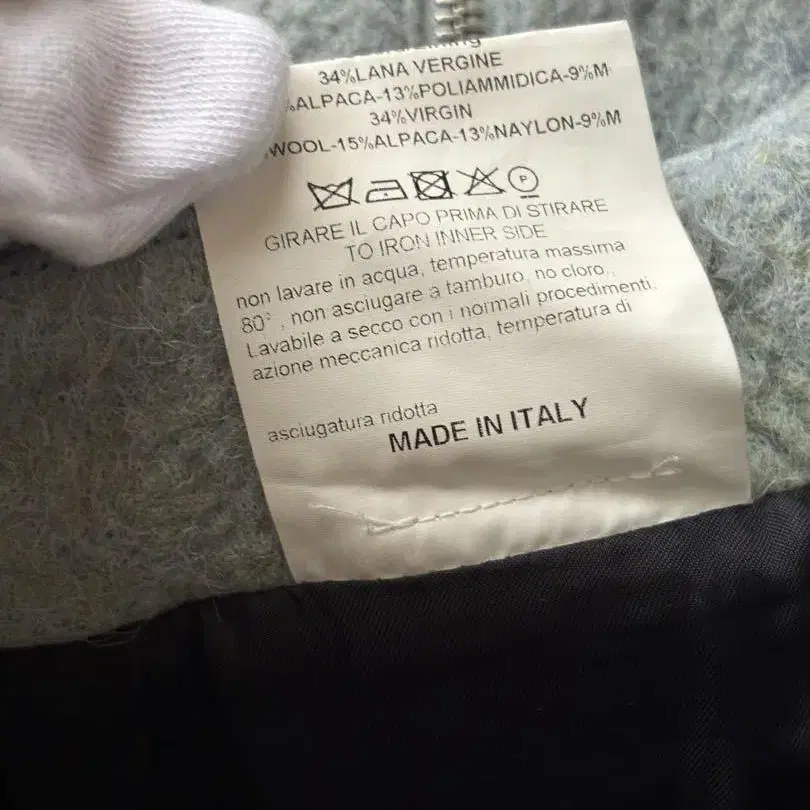 34%LANA VERGINE
%ALPACA-13%POLIAMMIDICA-9%M
34%VIRGIN
WOOL-15%ALPACA-13%NAYLON-9%M
P
GIRARE IL CAPO PRIMA DI STIRARE
TO IRON INNER SIDE
non lavare in acqua, temperatura massima
80°, non asciugare a tamburo, no cloro,
Lavabile a secco con i normali procedimenti.
azione meccanica ridotta, temperatura di
asciugatura ridotta
MADE IN ITALY